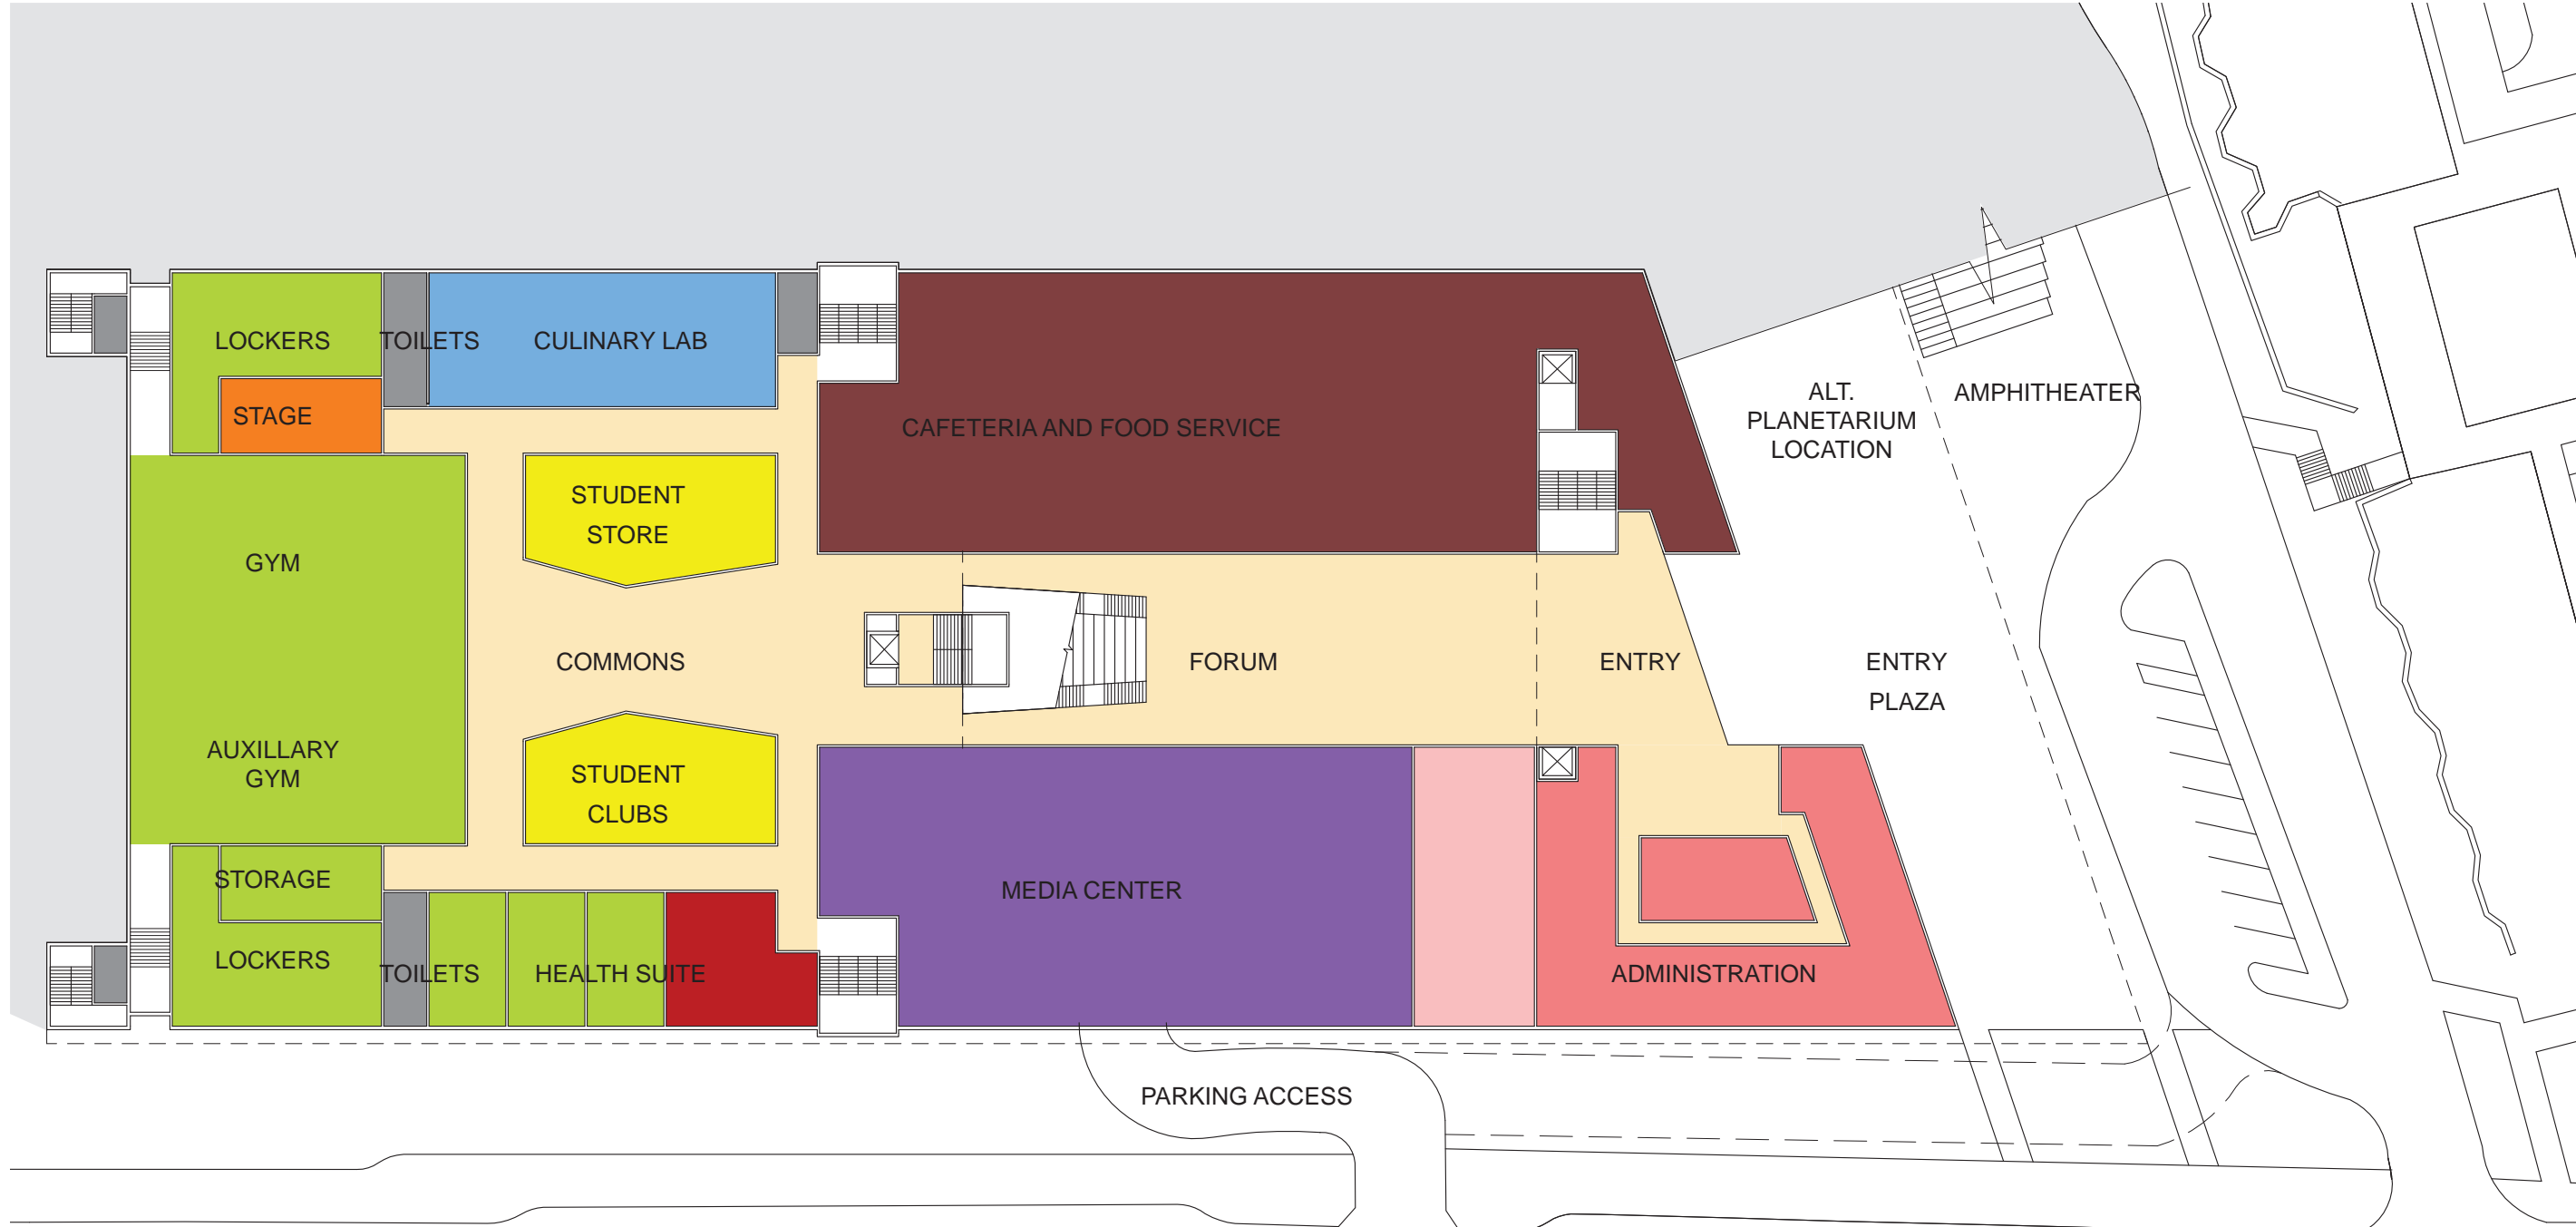 LOCKERS
TOILETS
CULINARY LAB
STAGE
CAFETERIA AND FOOD SERVICE
ALT.
PLANETARIUM
LOCATION
AMPHITHEATER
STUDENT
STORE
GYM
COMMONS
FORUM
ENTRY
ENTRY
PLAZA
AUXILLARY
GYM
STUDENT
CLUBS
STORAGE
MEDIA CENTER
LOCKERS
TOILETS
HEALTH SUITE
ADMINISTRATION
PARKING ACCESS